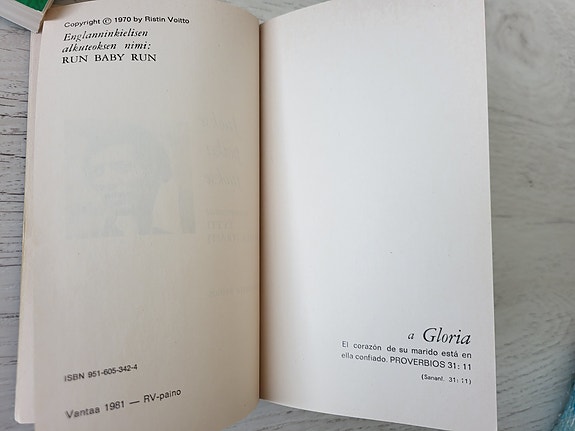 Copyright © 1970 by Ristin Voitto
Englanninkielisen
alkuteoksen nimi:
RUN BABY RUN
ISBN 951-605-342-4
Vantaa 1981 — RV-paino
a Gloria
El corazón de su marido está en
ella confiado. PROVERBIOS 31: 11
(Sananl. 31: 11)